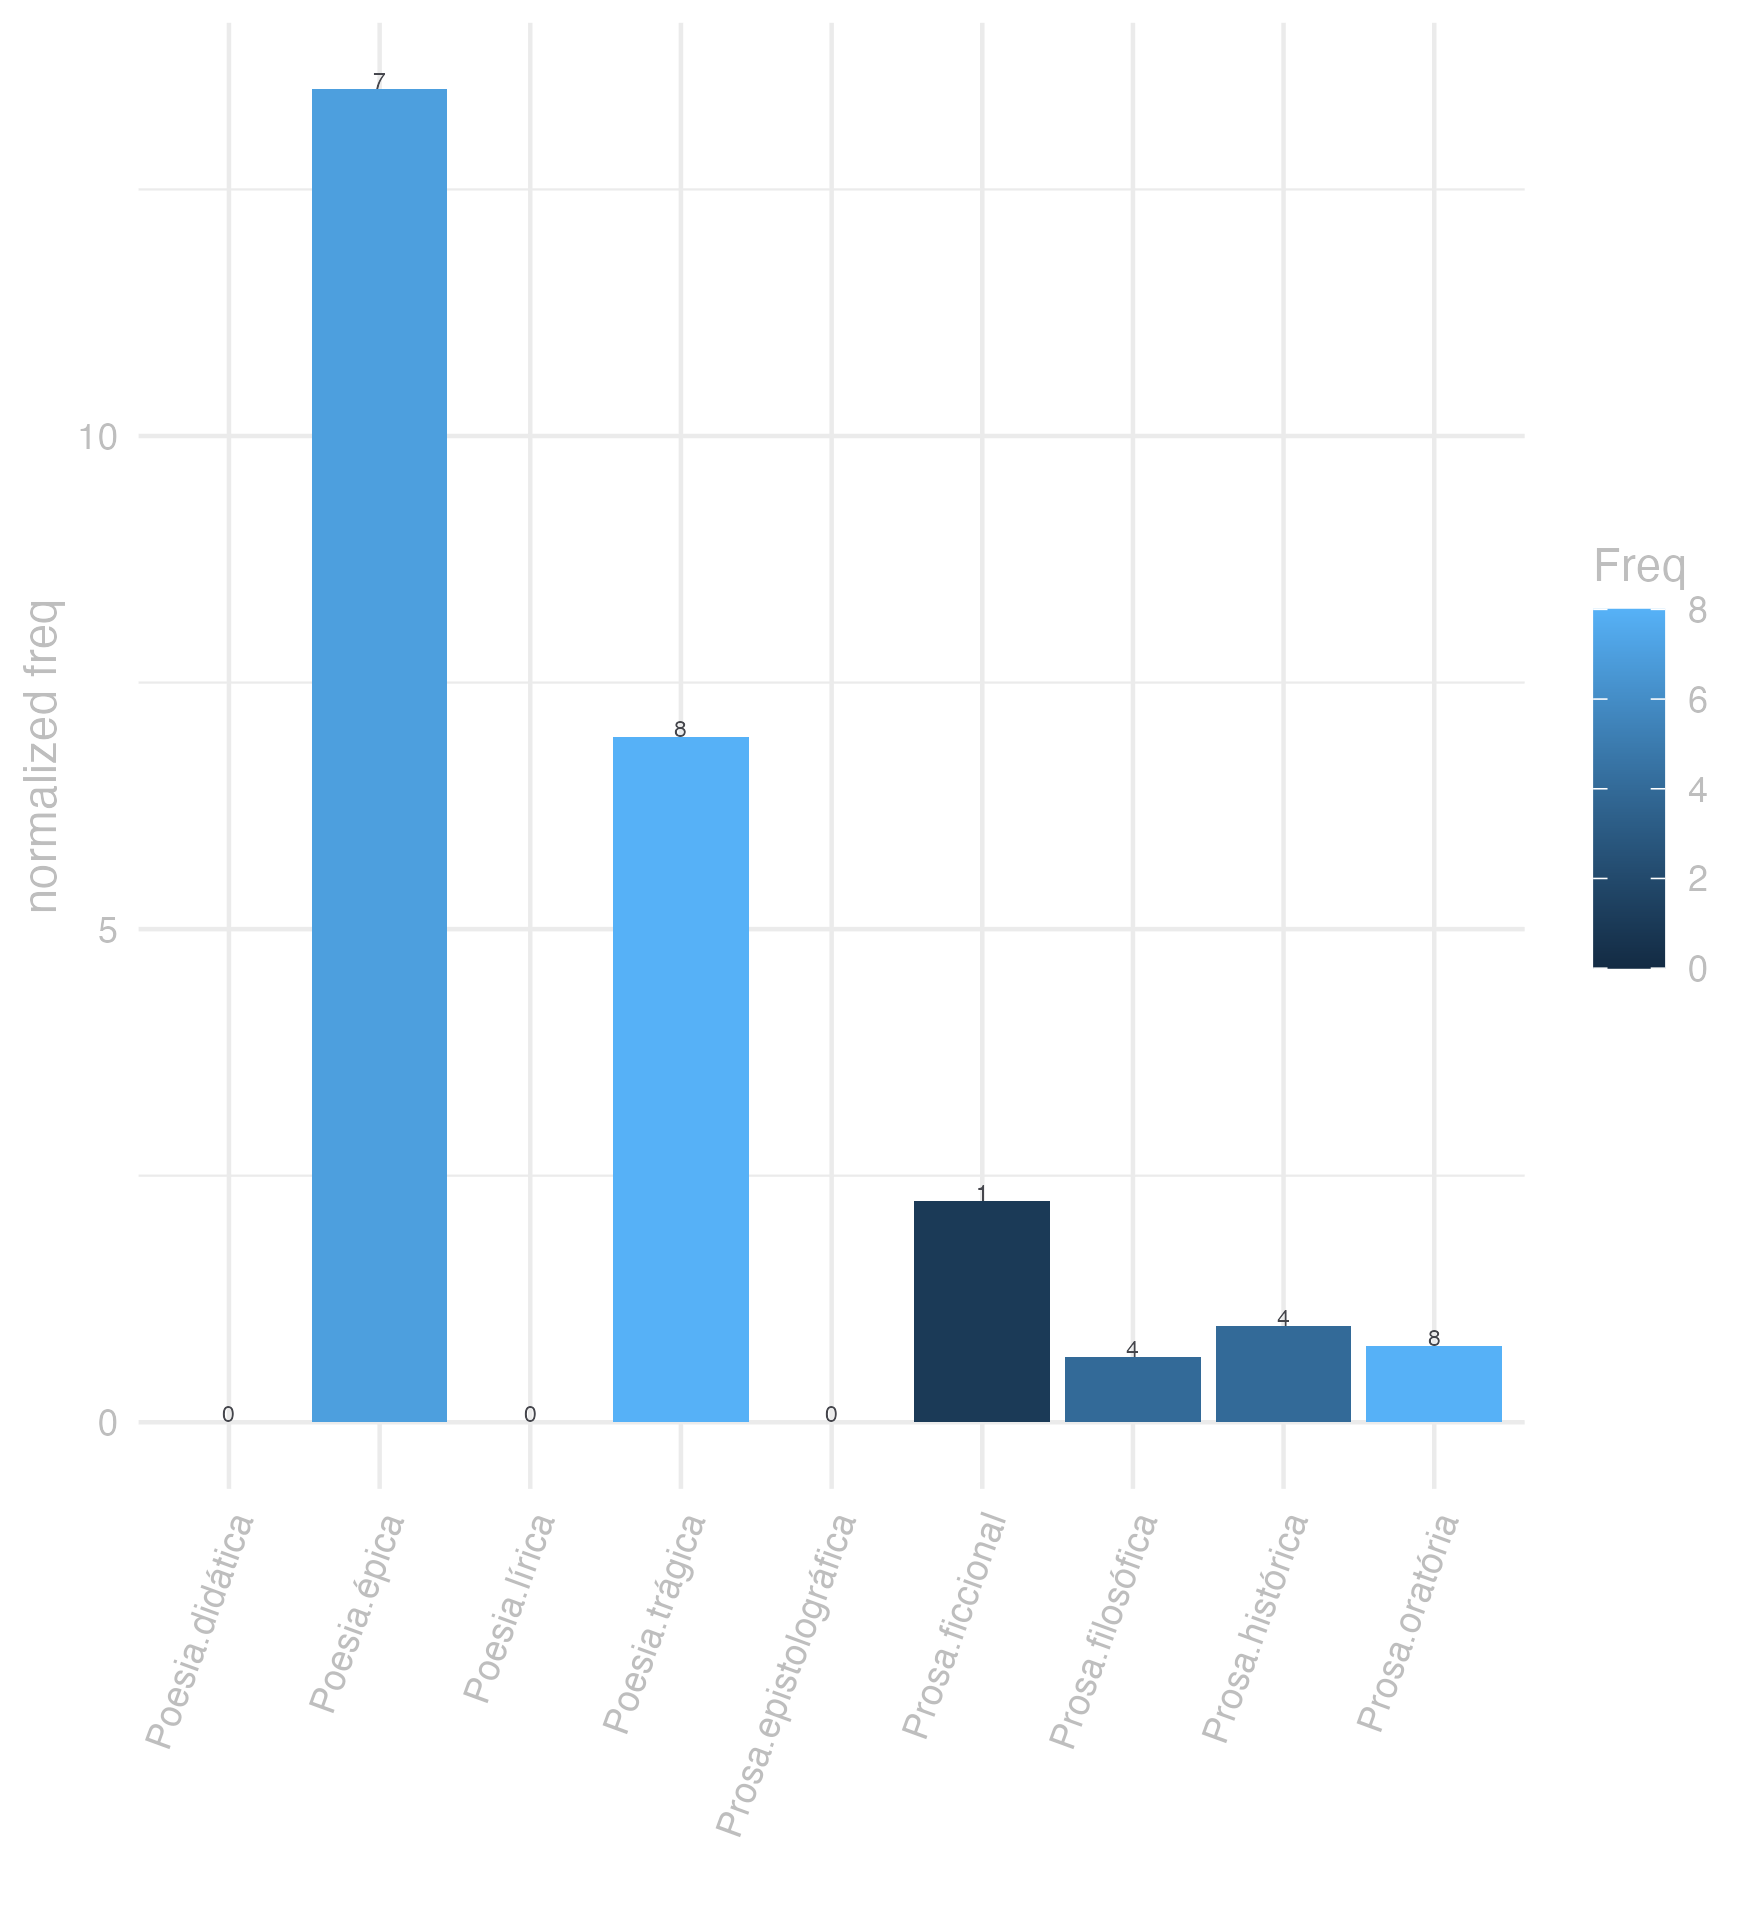 7
8
1
4
4
8
0
0
0
10
5
0
normalized freq
Poesia.didática
Poesia.épica
Poesia.lírica
Poesia.trágica
Prosa.epistolográfica
Prosa.ficcional
Prosa.filosófica
Prosa.histórica
Prosa.oratória
Freq
8
6
4
2
0